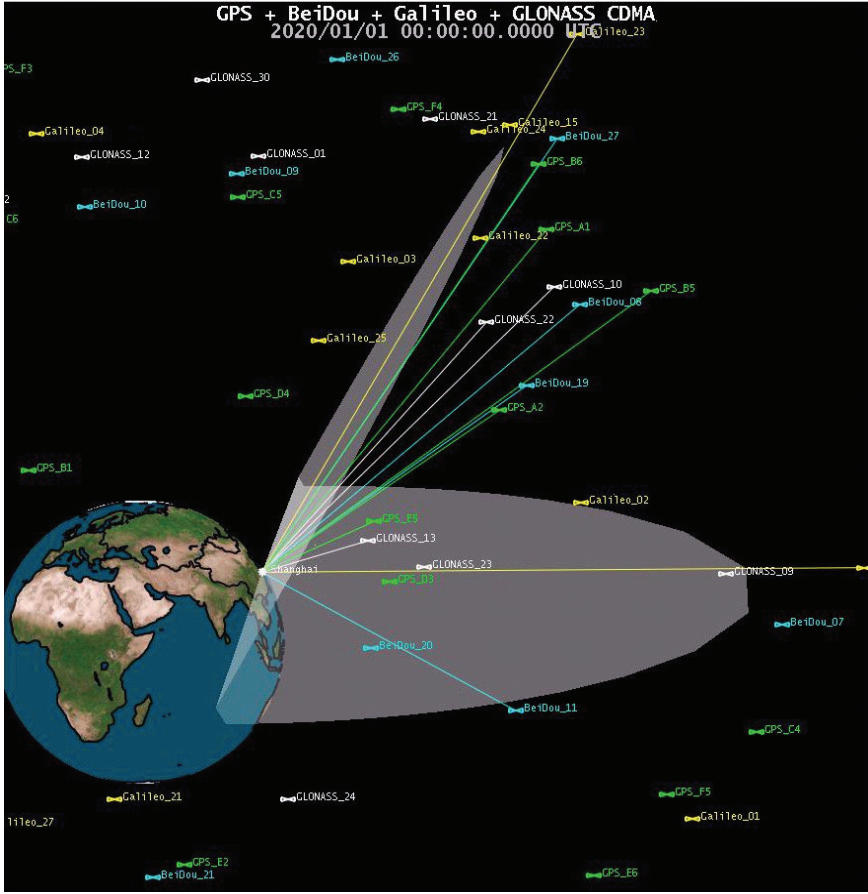 GPS + BeiDou + Galileo + GLONASS CDMA
2020/01/01 00:00:00.0000 UTC
Galileo_23
BeiDou_26
PS_F3
GLONASS_30
GPS_F4
GLONASS_21
Galileo_15
Galileo_24
BeiDou_27
Galileo_04
GLONASS_12
GLONASS_01
GPS_B6
BeiDou_09
GPS_C5
2
BeiDou_10
C6
GPS_A1
Galileo_22
Galileo_03
GLONASS_10
GPS_B5
BeiDou_08
GLONASS_22
Galileo_25
BeiDou_19
GPS_D4
GPS_A2
GPS_B1
Galileo_02
GPS_E5
GLONASS_13
shanghai
GLONASS_23
GLONASS_09
GPS_D3
BeiDou_07
BeiDou_20
BeiDou_11
GPS_C4
Galileo_21
GLONASS_24
GPS_F5
lileo_27
Galileo_01
GPS_E2
BeiDou_21
GPS_E6